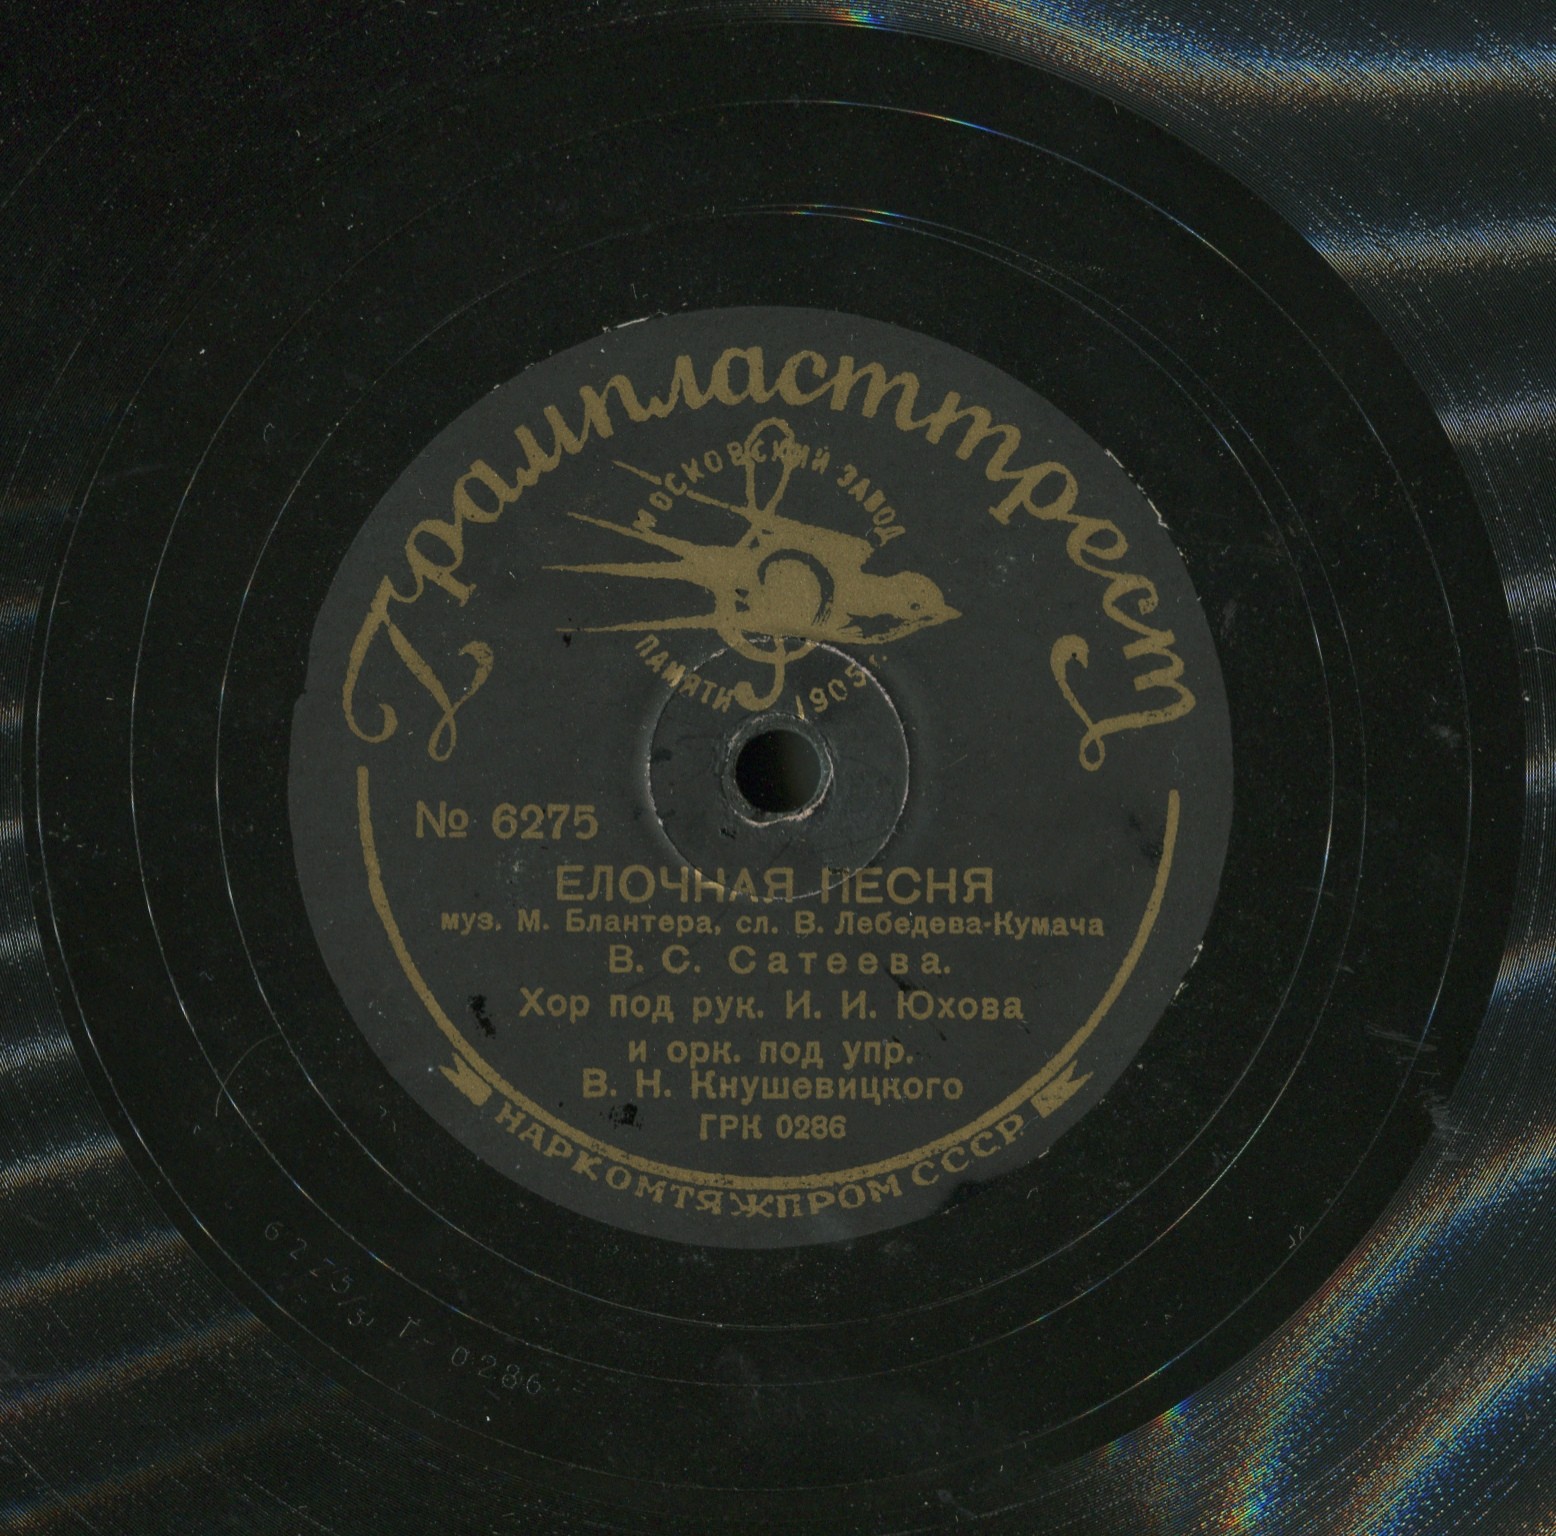 Грампласттрест
МОСКОВСКИЙ ЗАВОД
ПАМЯТИ 1905 г.
№ 6275
ЕЛОЧНАЯ ПЕСНЯ
муз. М. Блантера, сл. В. Лебедева-Кумача
В. С. Сатеева.
Хор под рук. И. И. Юхова
и орк. под упр.
В. Н. Кнушевицкого
ГРК 0286
НАРКОМТЯЖПРОМ СССР
6275/3 Г-0286